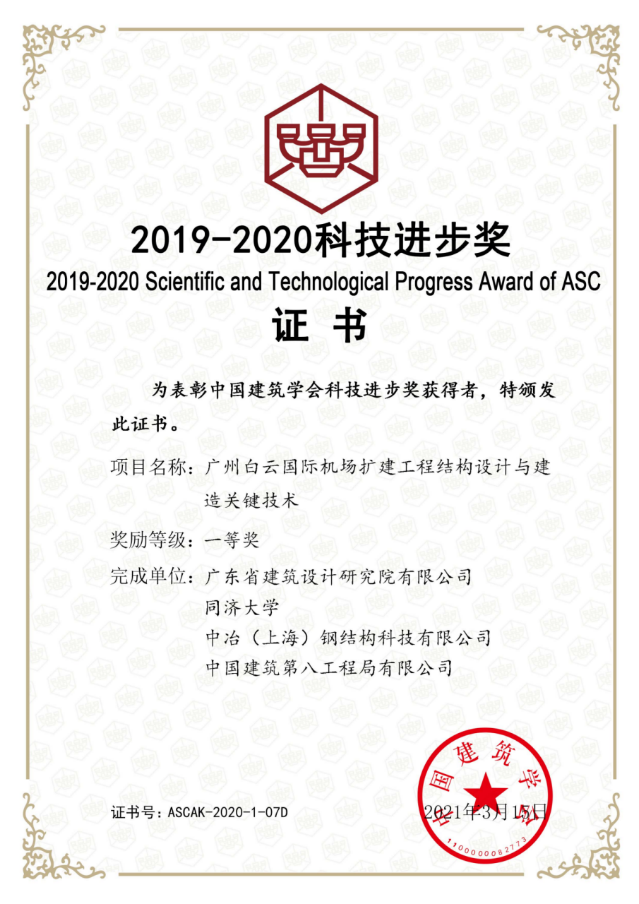 2019-2020科技进步奖
2019-2020 Scientific and Technological Progress Award of ASC
证 书
为表彰中国建筑学会科技进步奖获得者，特颁发
此证书。
项目名称：广州白云国际机场扩建工程结构设计与建
造关键技术
奖励等级：一等奖
完成单位：广东省建筑设计研究院有限公司
同济大学
中冶（上海）钢结构科技有限公司
中国建筑第八工程局有限公司
中国建筑学会
证书号：ASCAK-2020-1-07D
2021年3月15日
1100000082773